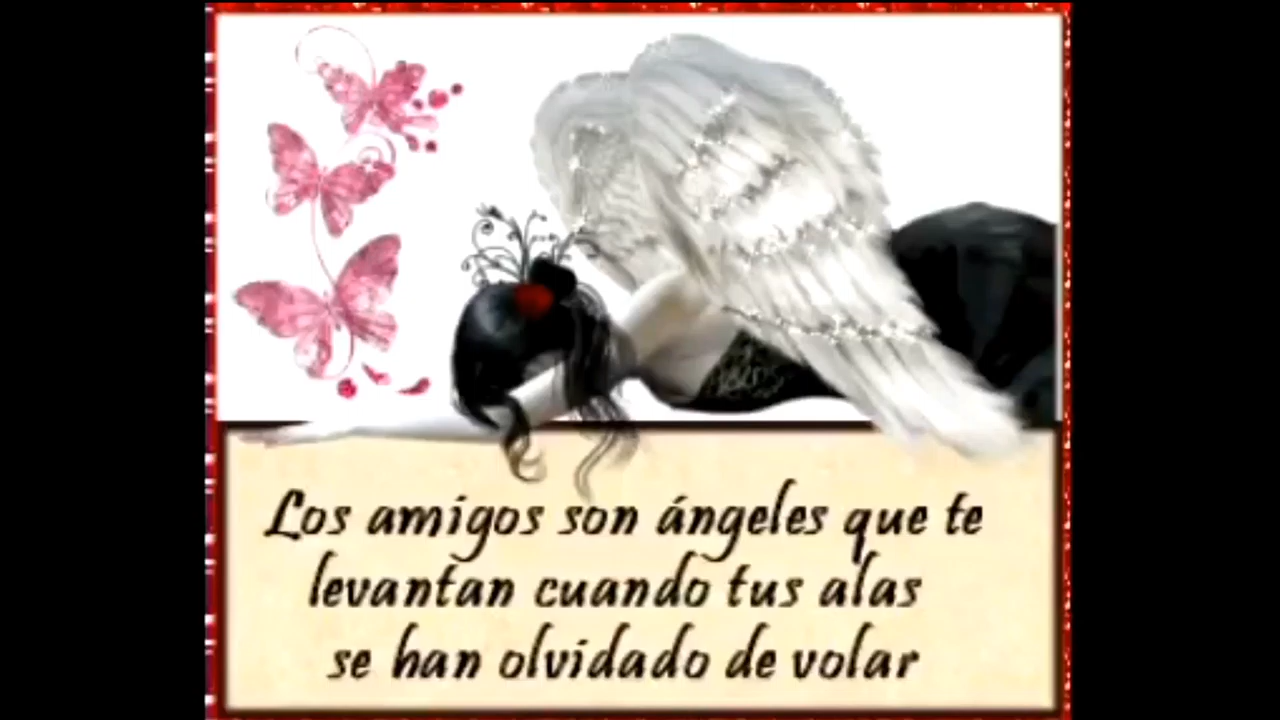 Los amigos son ángeles que te
levantan cuando tus alas
se han olvidado de volar